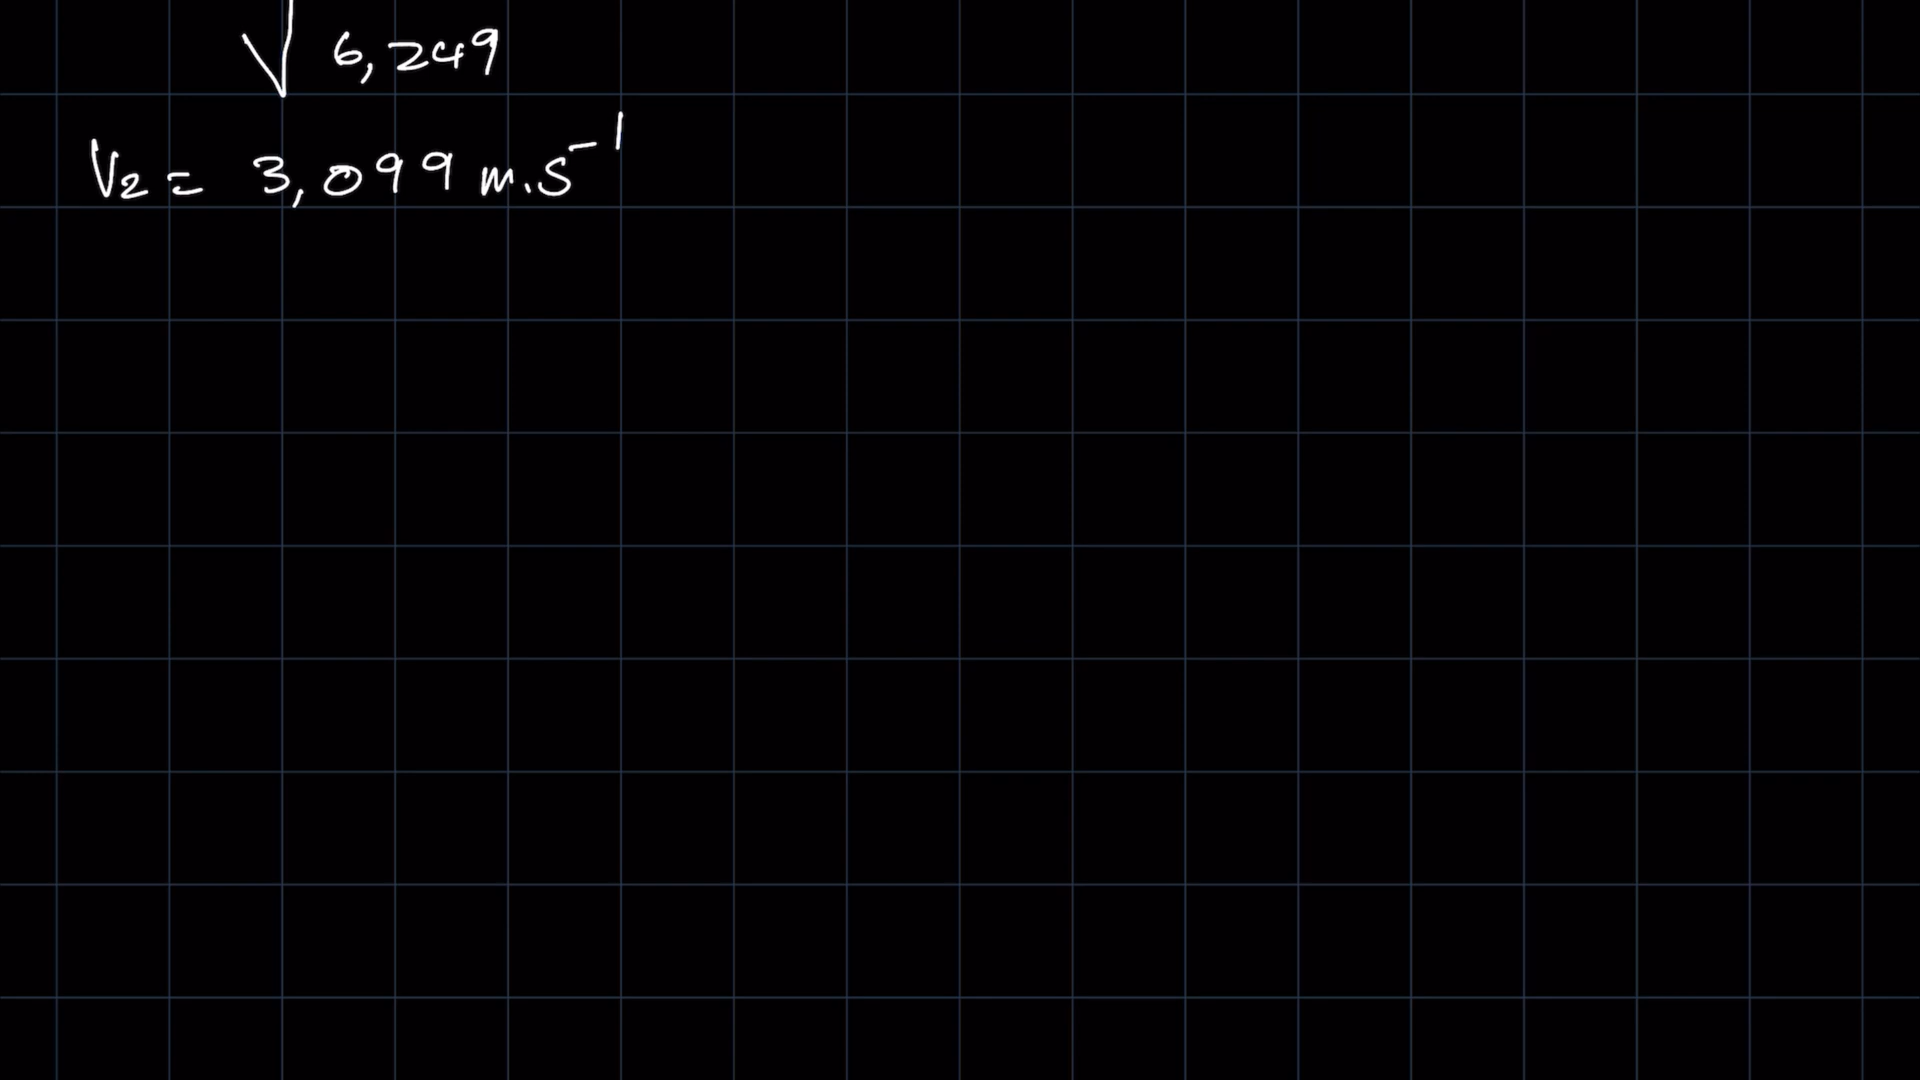 √ 6,249
V₂ = 3,099 m.s⁻¹